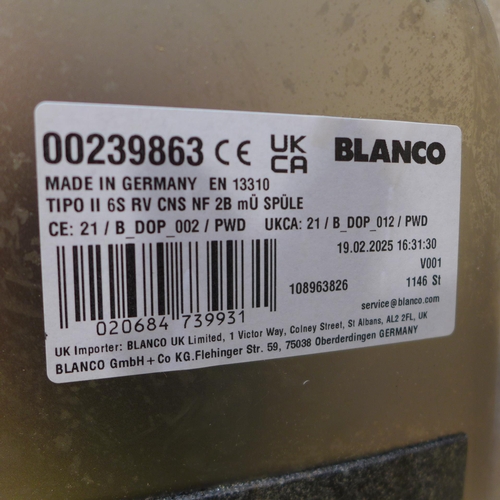 00239863 CE UK CA BLANCO
MADE IN GERMANY EN 13310
TIPO II 6S RV CNS NF 2B mÜ SPÜLE
CE: 21 / B_DOP_002 / PWD UKCA: 21 / B_DOP_012 / PWD
19.02.2025 16:31:30
V001
108963826 1146 St
020684 739931
service@blanco.com
UK Importer: BLANCO UK Limited, 1 Victor Way, Colney Street, St Albans, AL2 2FL, UK
BLANCO GmbH+Co KG.Flehinger Str. 59, 75038 Oberderdingen GERMANY